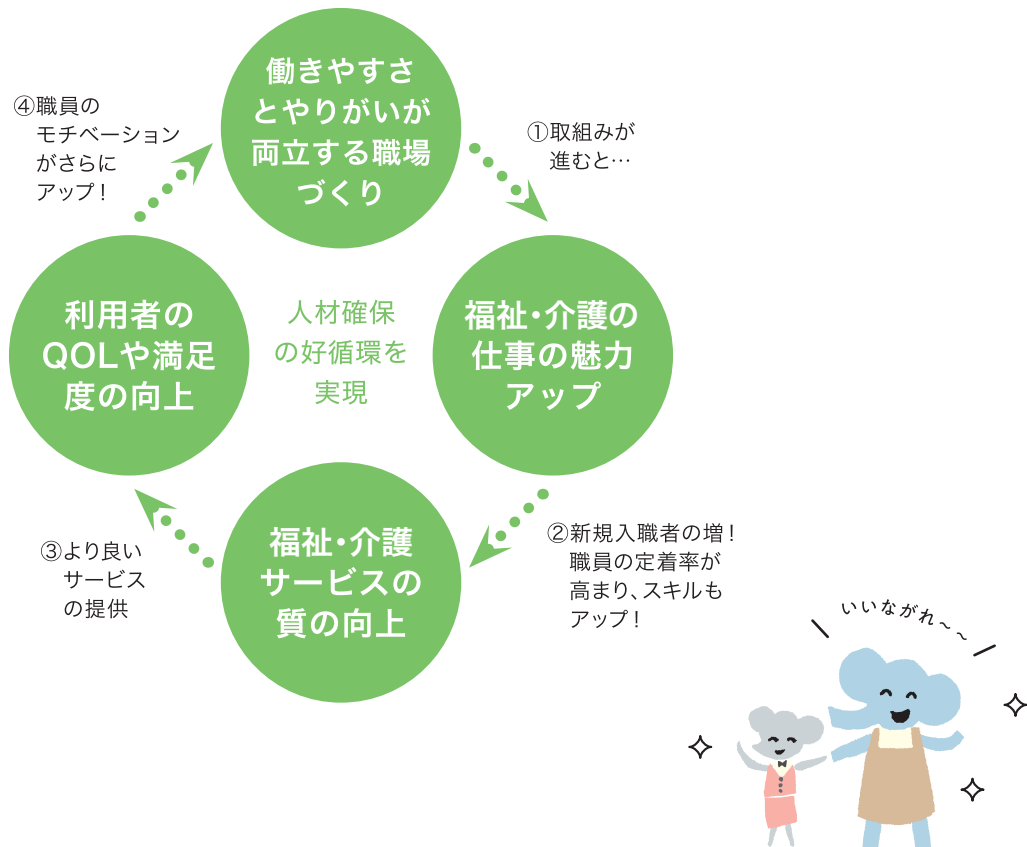 働きやすさ
とやりがいが
両立する職場
づくり
①取組みが
進むと…
福祉・介護の
仕事の魅力
アップ
②新規入職者の増！
職員の定着率が
高まり、スキルも
アップ！
福祉・介護
サービスの
質の向上
③より良い
サービス
の提供
利用者の
QOLや満足
度の向上
④職員の
モチベーション
がさらに
アップ！
人材確保
の好循環を
実現
いいながれ～～